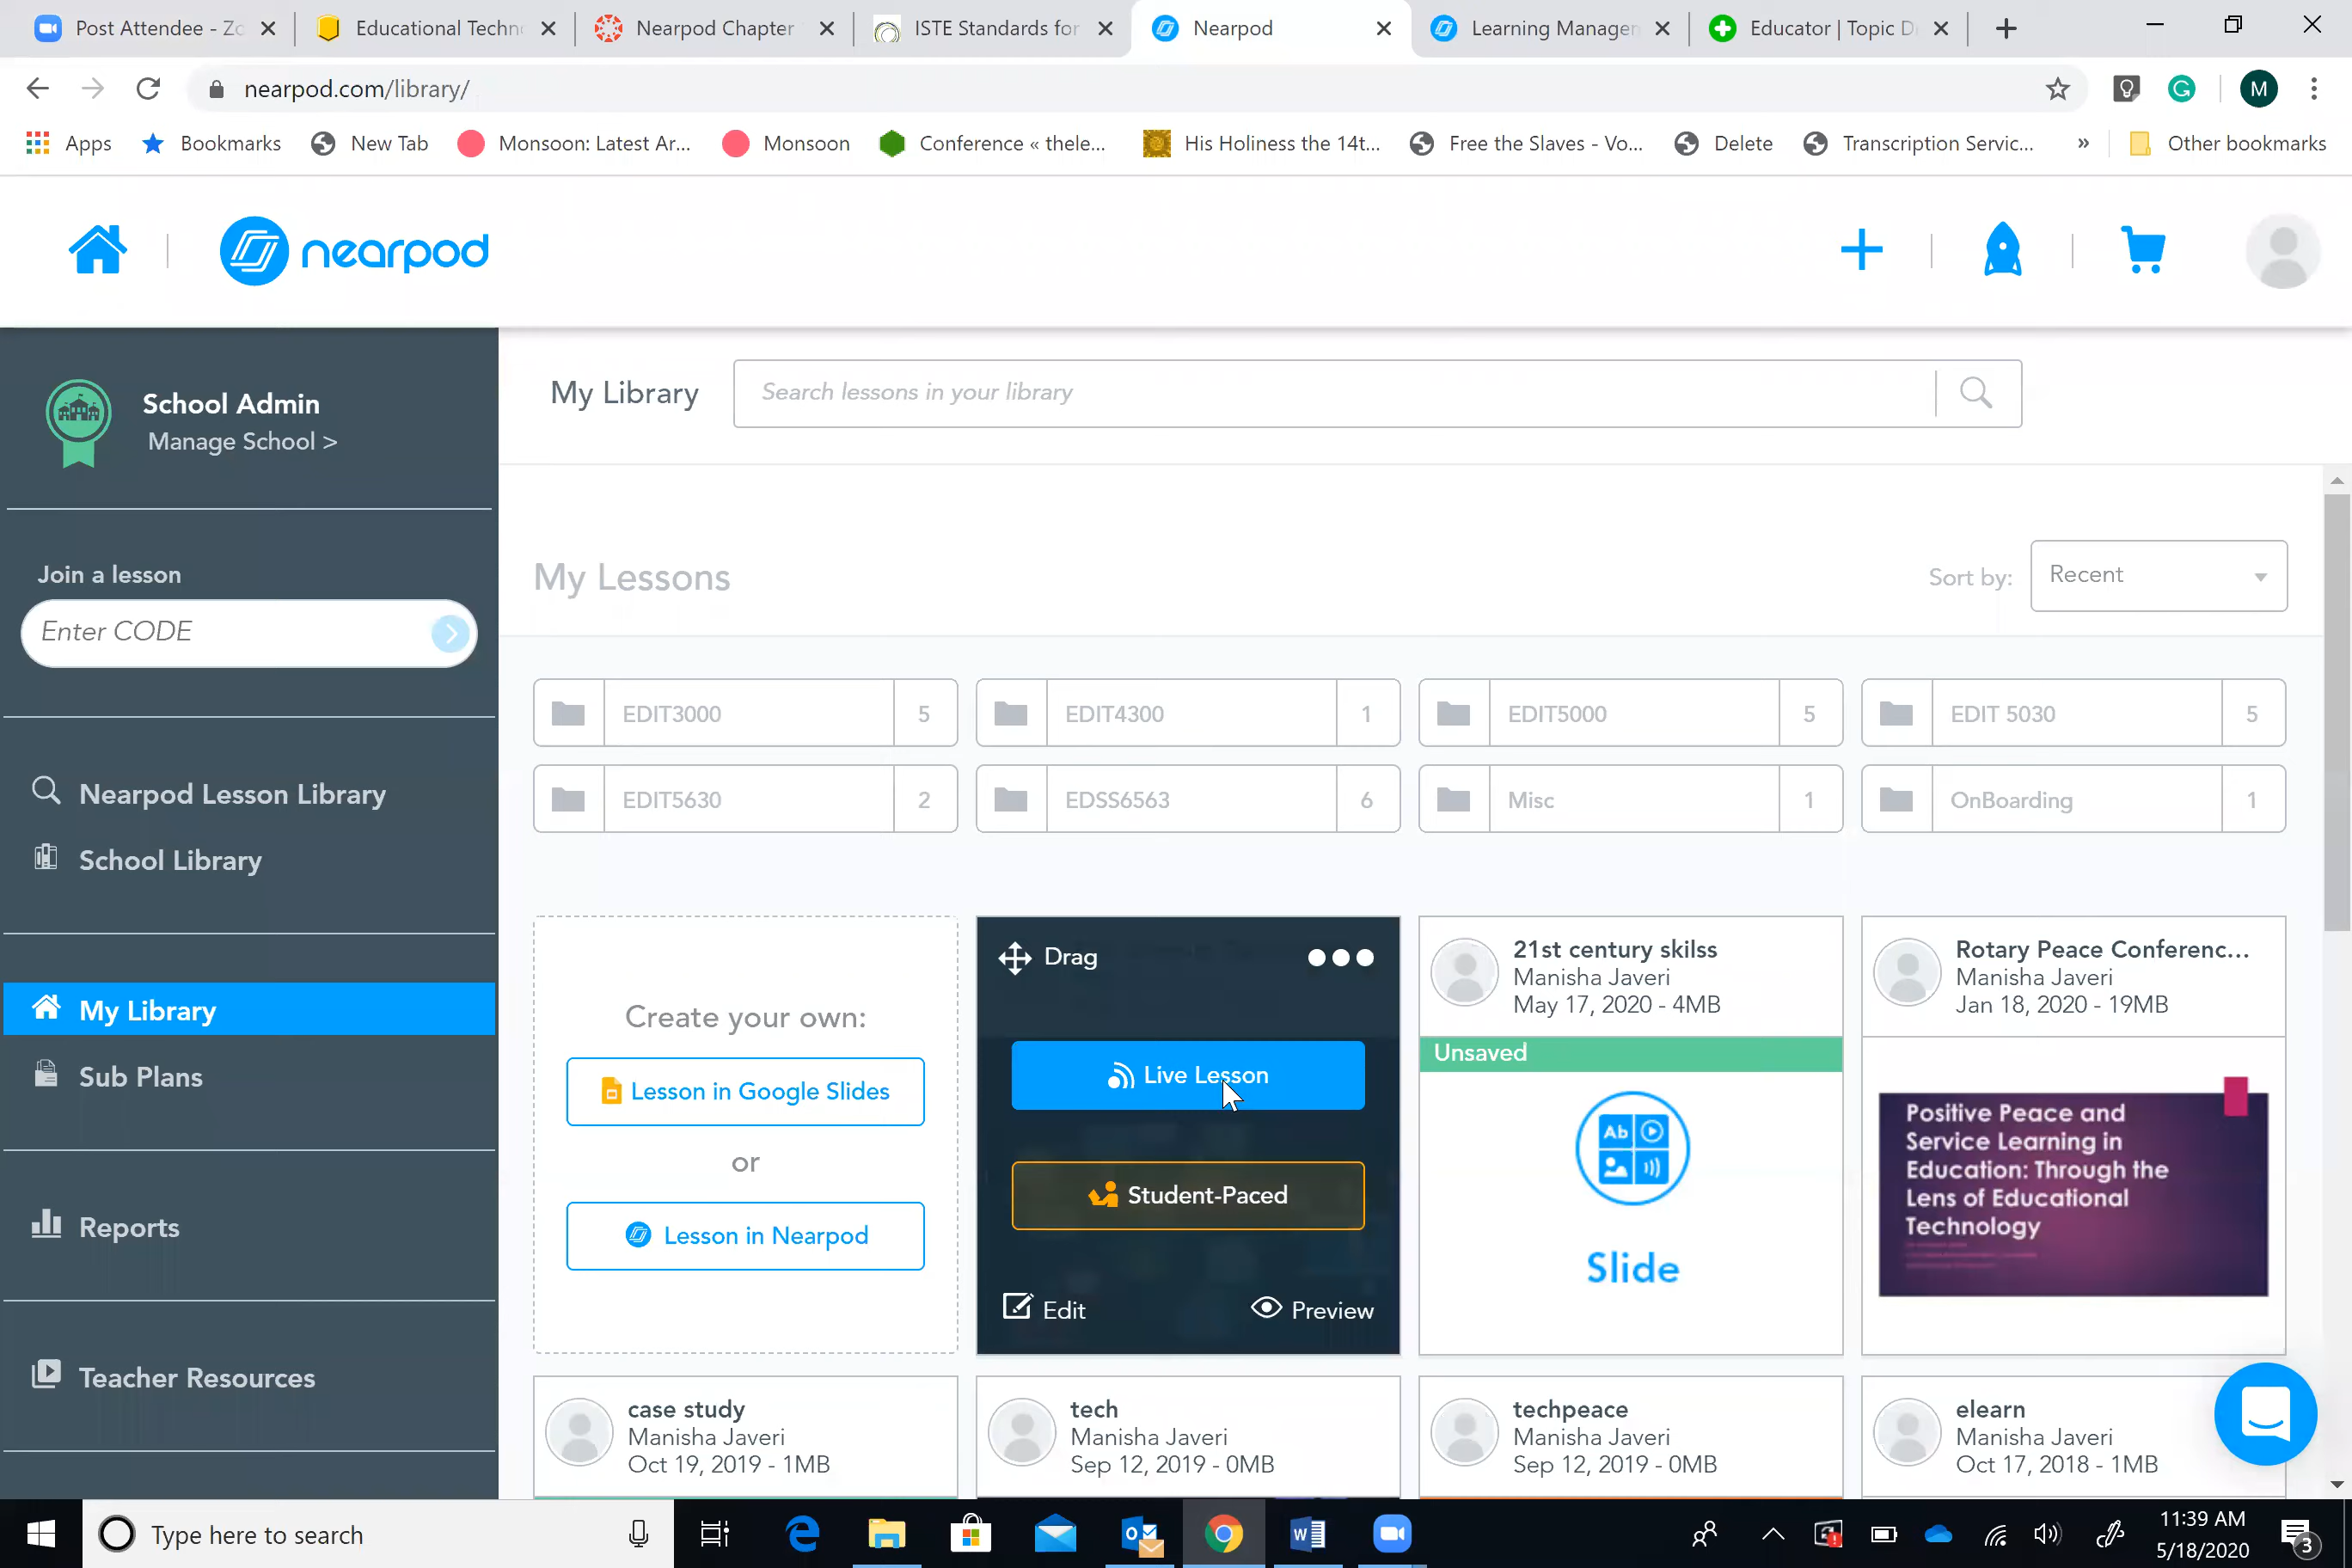 Post Attendee - Zo
Educational Techn
Nearpod Chapter
ISTE Standards for
Nearpod
Learning Manager
Educator | Topic D
nearpod.com/library/
M
Apps
Bookmarks
New Tab
Monsoon: Latest Ar...
Monsoon
Conference « thele...
His Holiness the 14t...
Free the Slaves - Vo...
Delete
Transcription Servic...
»
Other bookmarks
nearpod
School Admin
Manage School >
Join a lesson
Enter CODE
Nearpod Lesson Library
School Library
My Library
Sub Plans
Reports
Teacher Resources
My Library
Search lessons in your library
My Lessons
Sort by:
Recent
EDIT3000 5
EDIT4300 1
EDIT5000 5
EDIT 5030 5
EDIT5630 2
EDSS6563 6
Misc 1
OnBoarding 1
Create your own:
Lesson in Google Slides
or
Lesson in Nearpod
Drag
Live Lesson
Student-Paced
Edit
Preview
21st century skilss
Manisha Javeri
May 17, 2020 - 4MB
Unsaved
Ab
Slide
Rotary Peace Conferenc...
Manisha Javeri
Jan 18, 2020 - 19MB
Positive Peace and
Service Learning in
Education: Through the
Lens of Educational
Technology
case study
Manisha Javeri
Oct 19, 2019 - 1MB
tech
Manisha Javeri
Sep 12, 2019 - 0MB
techpeace
Manisha Javeri
Sep 12, 2019 - 0MB
elearn
Manisha Javeri
Oct 17, 2018 - 1MB
Type here to search
11:39 AM
5/18/2020
3